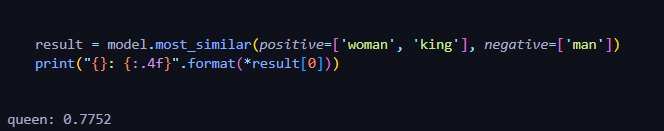 result = model.most_similar(positive=['woman', 'king'], negative=['man'])
print("{}: {:.4f}".format(*result[0]))
queen: 0.7752